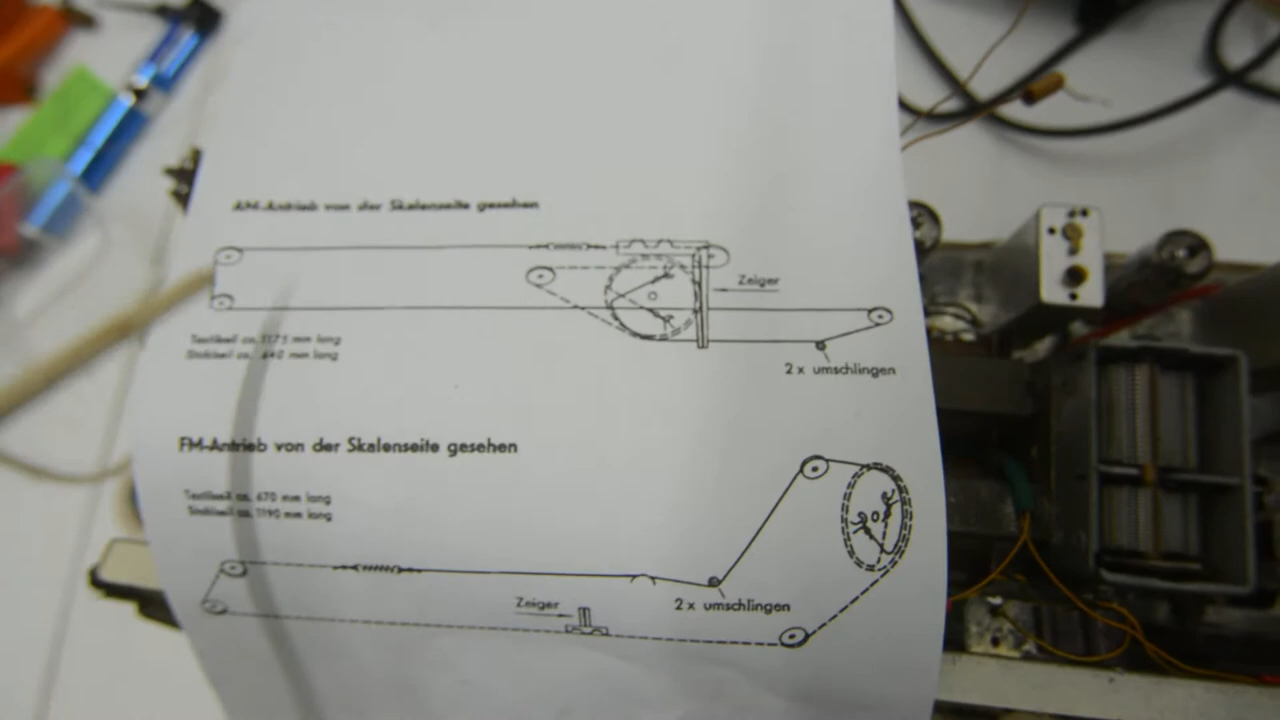 AM-Antrieb von der Skalenseite gesehen
Zeiger
Textilseil ca. 1175 mm lang
Stahlseil ca. 640 mm lang
2 x umschlingen
FM-Antrieb von der Skalenseite gesehen
Textilseil ca. 670 mm lang
Stahlseil ca. 1190 mm lang
Zeiger
2 x umschlingen